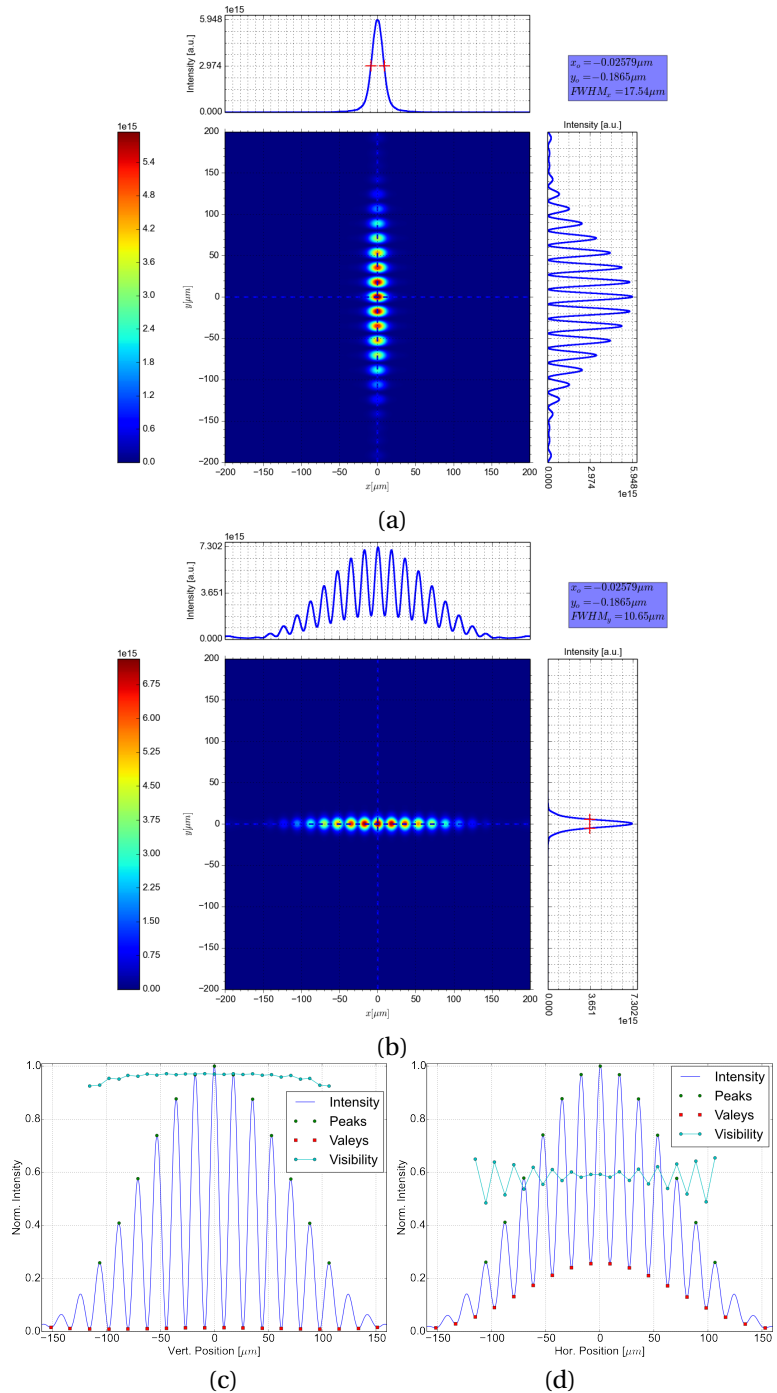 1e15
5.948
2.974
0.000
Intensity [a.u.]
x_o = −0.02579μm
y_o = −0.1865μm
FWHM_x = 17.54μm
1e15
5.4
4.8
4.2
3.6
3.0
2.4
1.8
1.2
0.6
0.0
200
150
100
50
0
−50
−100
−150
−200
y[μm]
−200 −150 −100 −50 0 50 100 150 200
x[μm]
Intensity [a.u.]
0.000
2.974
5.948
1e15
(a)
1e15
7.302
3.651
0.000
Intensity [a.u.]
x_o = −0.02579μm
y_o = −0.1865μm
FWHM_y = 10.65μm
1e15
6.75
6.00
5.25
4.50
3.75
3.00
2.25
1.50
0.75
0.00
200
150
100
50
0
−50
−100
−150
−200
y[μm]
−200 −150 −100 −50 0 50 100 150 200
x[μm]
Intensity [a.u.]
0.000
3.651
7.302
1e15
(b)
1.0
0.8
0.6
0.4
0.2
0.0
Norm. Intensity
Intensity
Peaks
Valeys
Visibility
−150 −100 −50 0 50 100 150
Vert. Position [μm]
(c)
1.0
0.8
0.6
0.4
0.2
0.0
Norm. Intensity
Intensity
Peaks
Valeys
Visibility
−150 −100 −50 0 50 100 150
Hor. Position [μm]
(d)